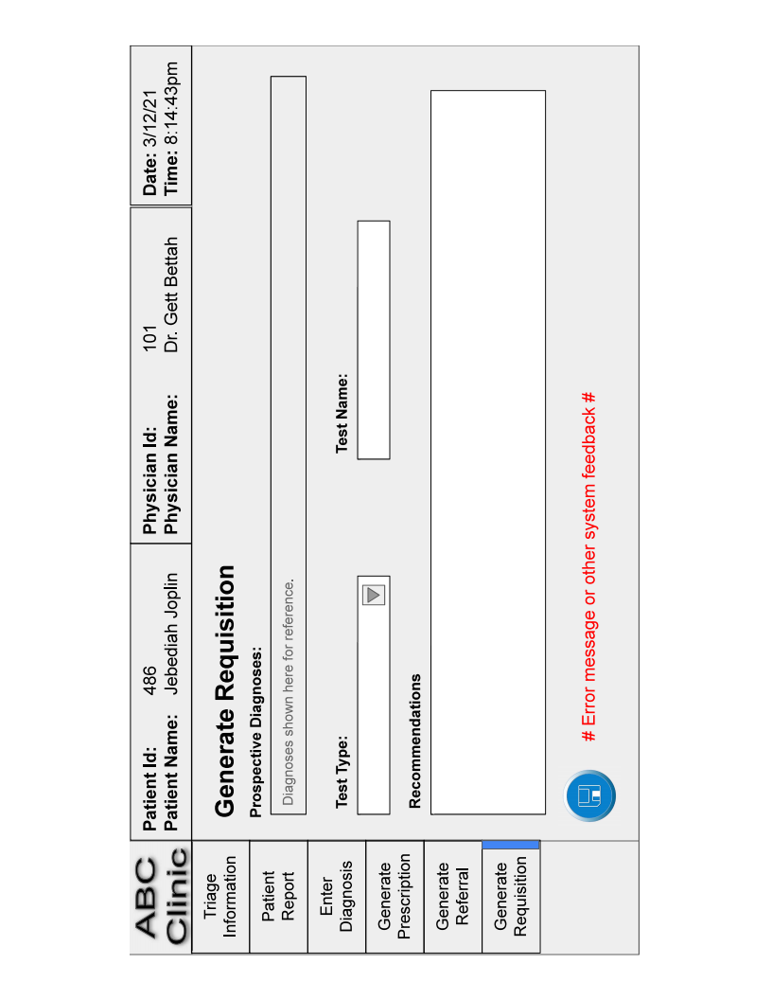 ABC
Clinic
Patient Id: 486
Patient Name: Jebediah Joplin
Physician Id: 101
Physician Name: Dr. Gett Bettah
Date: 3/12/21
Time: 8:14:43pm
Triage
Information
Patient
Report
Enter
Diagnosis
Generate
Prescription
Generate
Referral
Generate
Requisition
Generate Requisition
Prospective Diagnoses:
Diagnoses shown here for reference.
Test Type:
Test Name:
Recommendations
# Error message or other system feedback #